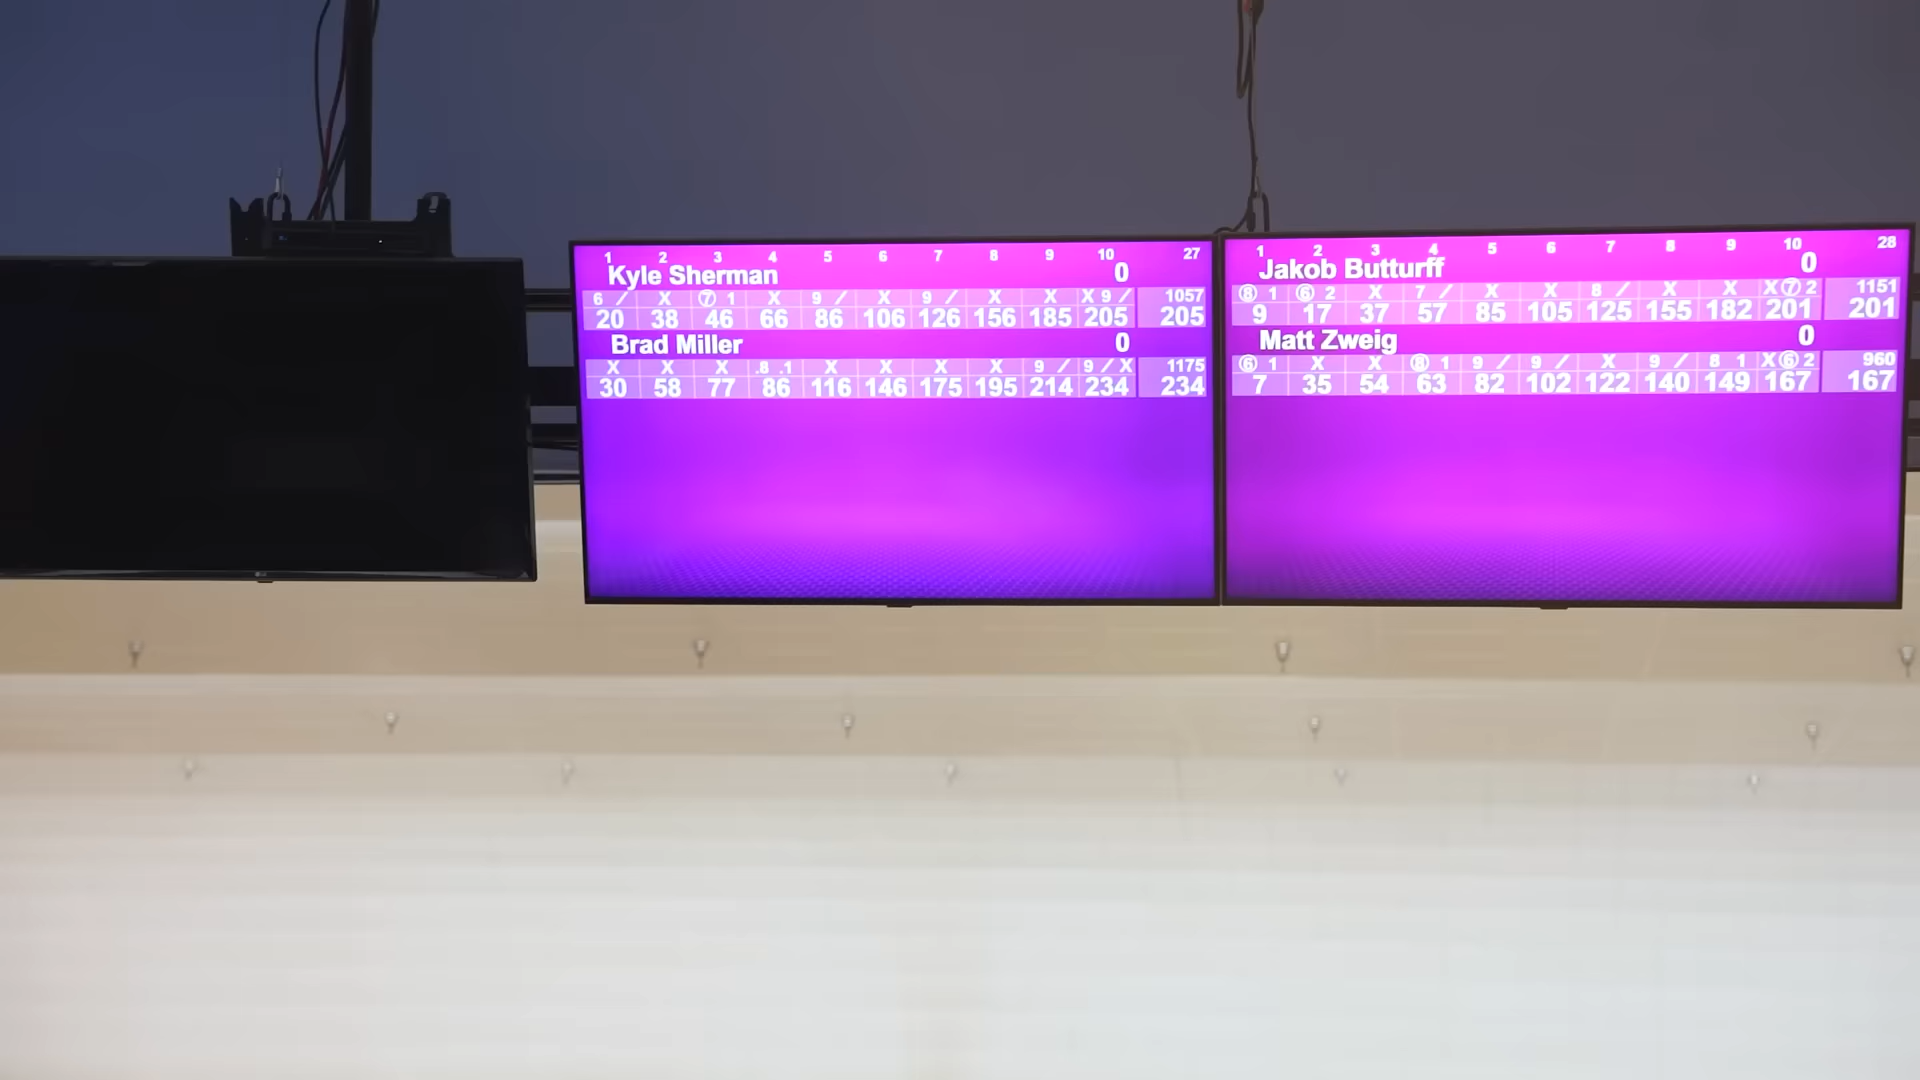 1 2 3 4 5 6 7 8 9 10 27
Kyle Sherman 0
6 / X ⑦ 1 X 9 / X 9 / X X X 9 / 1057
20 38 46 66 86 106 126 156 185 205 205
Brad Miller 0
X X X .8 .1 X X X X 9 / 9 / X 1175
30 58 77 86 116 146 175 195 214 234 234
1 2 3 4 5 6 7 8 9 10 28
Jakob Butturff 0
⑧ 1 ⑥ 2 X 7 / X X 8 / X X X ⑦ 2 1151
9 17 37 57 85 105 125 155 182 201 201
Matt Zweig 0
⑥ 1 X X ⑧ 1 9 / 9 / X 9 / 8 1 X ⑥ 2 960
7 35 54 63 82 102 122 140 149 167 167